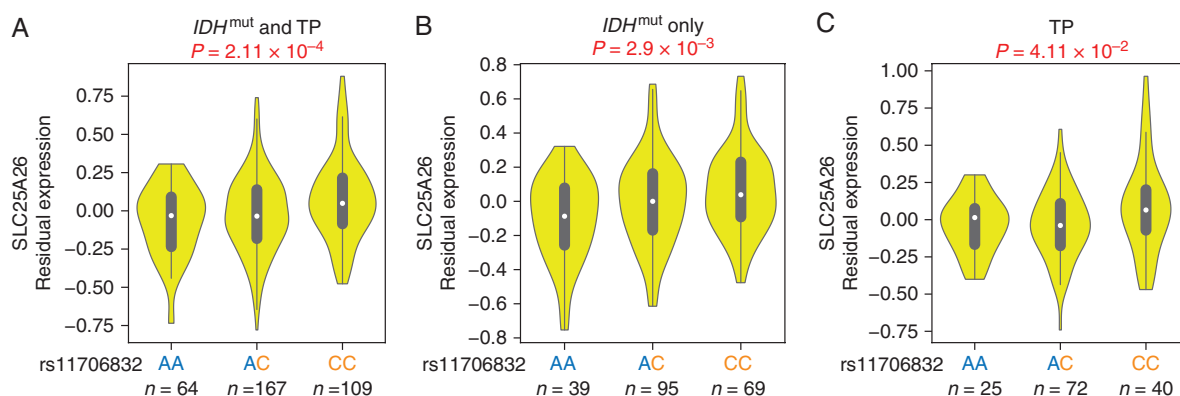 A
IDHmut and TP
P = 2.11 × 10−4
SLC25A26
Residual expression
0.75
0.50
0.25
0.00
−0.25
−0.50
−0.75
rs11706832 AA AC CC
n = 64 n =167 n =109
B
IDHmut only
P = 2.9 × 10−3
SLC25A26
Residual expression
0.8
0.6
0.4
0.2
0.0
−0.2
−0.4
−0.6
−0.8
AA AC CC
n = 39 n = 95 n = 69
C
TP
P = 4.11 × 10−2
SLC25A26
Residual expression
1.00
0.75
0.50
0.25
0.00
−0.25
−0.50
−0.75
rs11706832 AA AC CC
n = 25 n = 72 n = 40